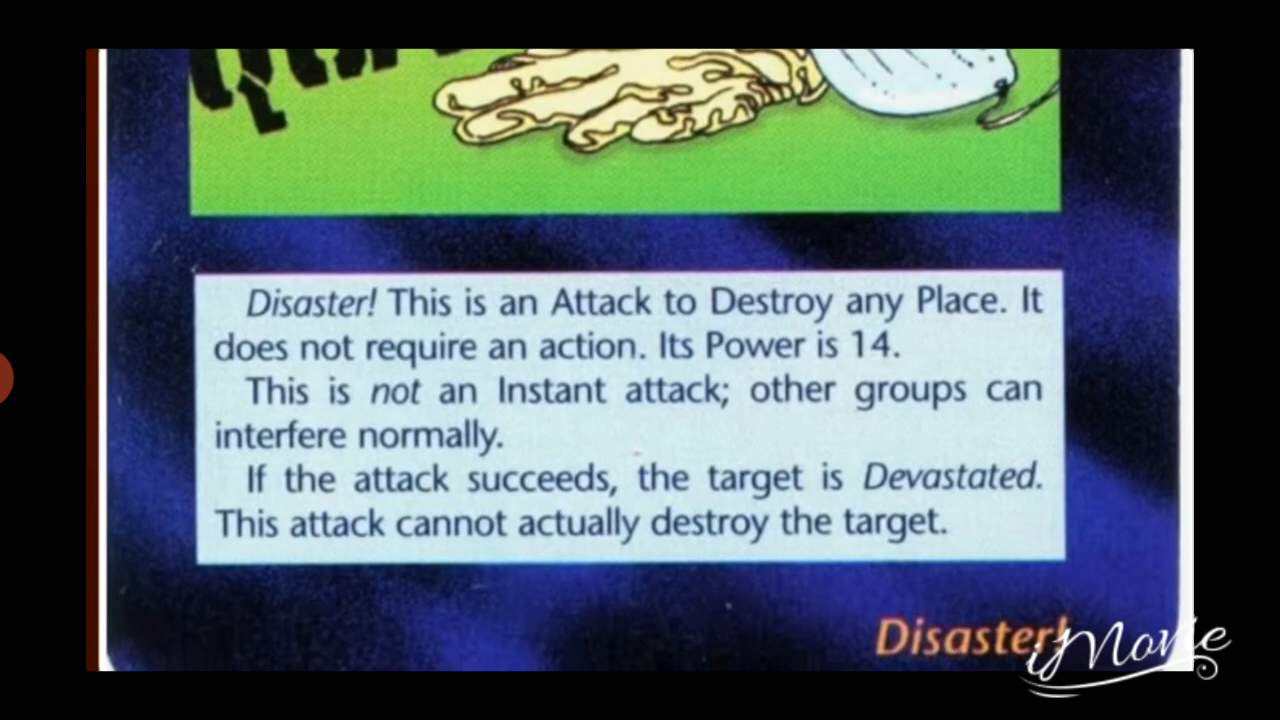 Disaster! This is an Attack to Destroy any Place. It
does not require an action. Its Power is 14.
This is not an Instant attack; other groups can
interfere normally.
If the attack succeeds, the target is Devastated.
This attack cannot actually destroy the target.
Disaster!
iMovie